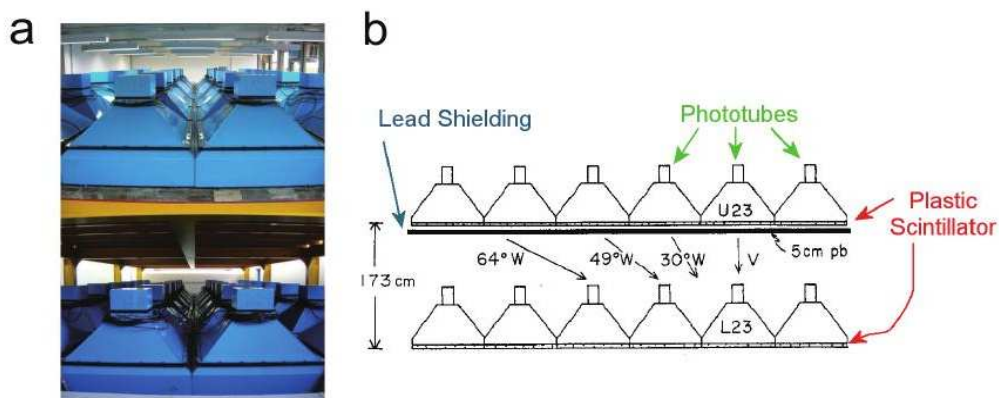 a
b
Lead Shielding
Phototubes
Plastic
Scintillator
U23
5cm pb
64° W
49° W
30° W
V
173 cm
L23